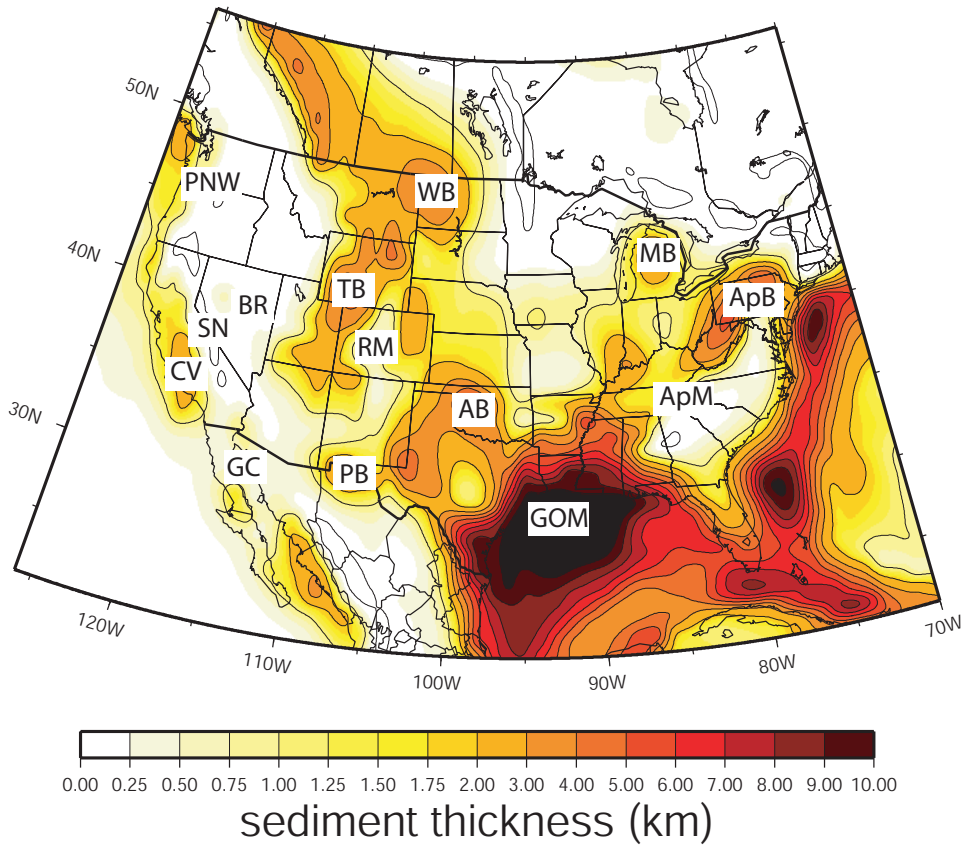 50N
PNW
WB
40N
MB
TB
ApB
BR
SN
RM
CV
ApM
AB
30N
GC
PB
GOM
120W
110W
100W
90W
80W
70W
0.00 0.25 0.50 0.75 1.00 1.25 1.50 1.75 2.00 3.00 4.00 5.00 6.00 7.00 8.00 9.00 10.00
sediment thickness (km)